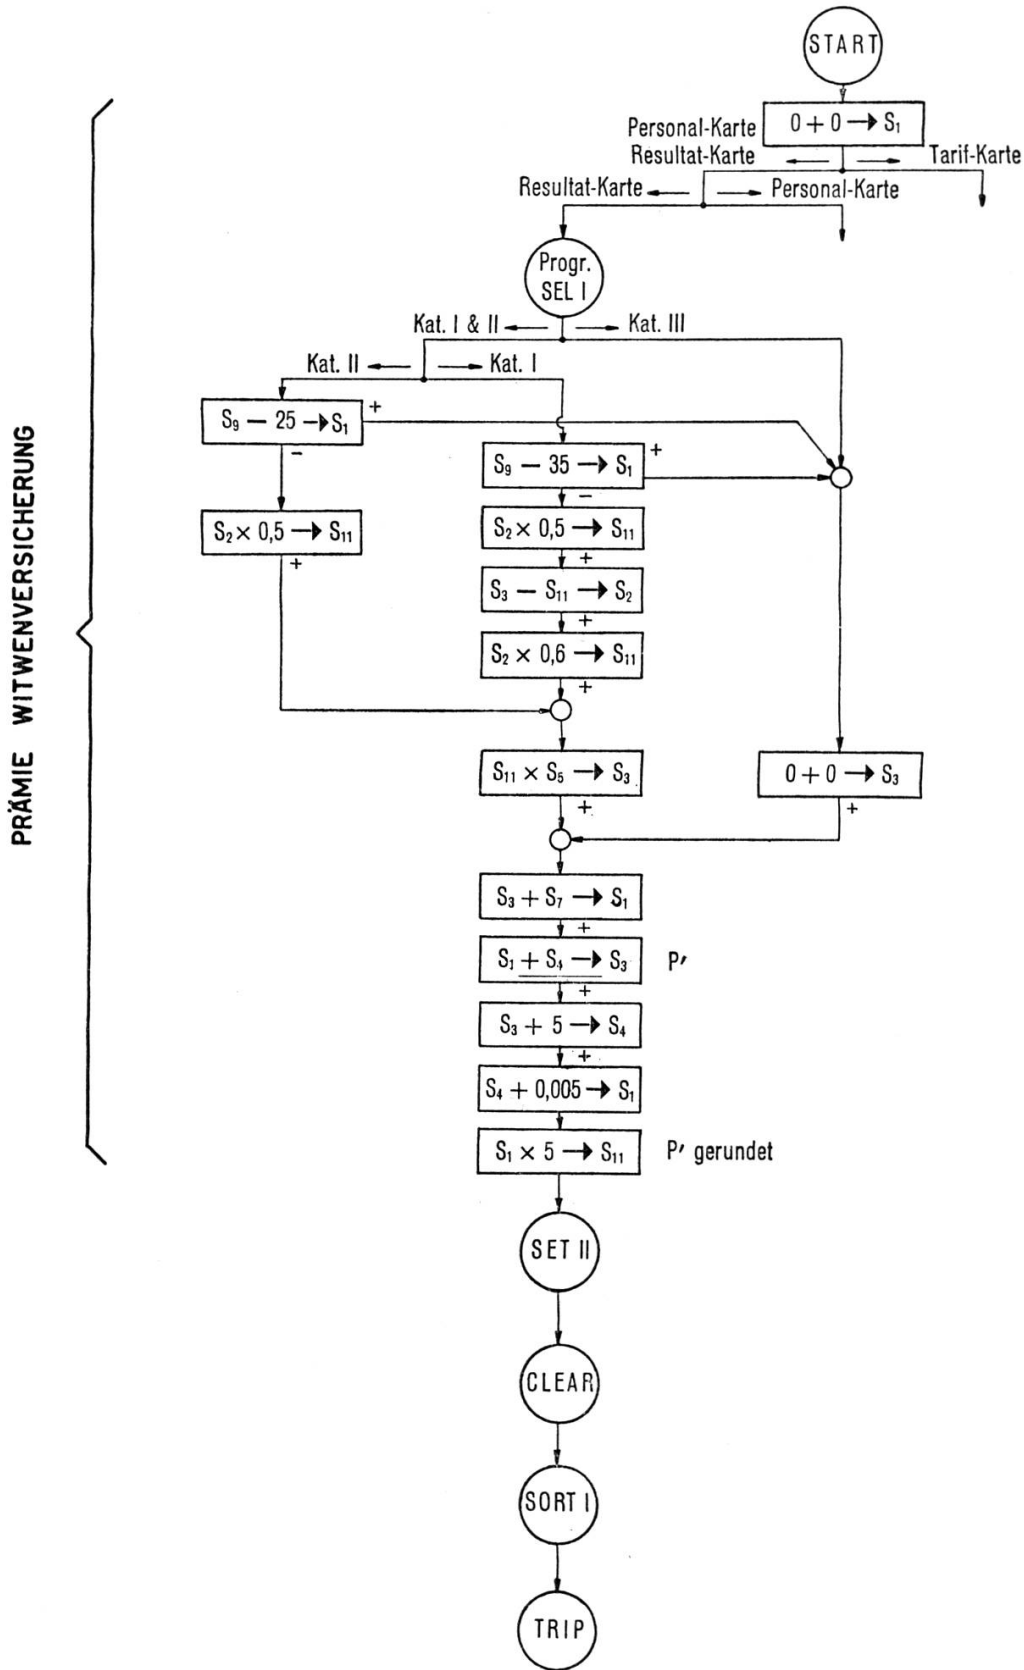 START
0 + 0 → S₁
Personal-Karte
Resultat-Karte ← → Tarif-Karte
Resultat-Karte ← → Personal-Karte
Progr.
SEL I
Kat. I & II ← → Kat. III
Kat. II ← → Kat. I
S₉ − 25 → S₁ +
−
S₉ − 35 → S₁ +
−
S₂ × 0,5 → S₁₁
+
S₂ × 0,5 → S₁₁
+
S₃ − S₁₁ → S₂
+
S₂ × 0,6 → S₁₁
+
S₁₁ × S₅ → S₃
+
0 + 0 → S₃
+
S₃ + S₇ → S₁
+
S₁ + S₄ → S₃ P′
+
S₃ + 5 → S₄
+
S₄ + 0,005 → S₁
S₁ × 5 → S₁₁ P′ gerundet
SET II
CLEAR
SORT I
TRIP
PRÄMIE WITWENVERSICHERUNG